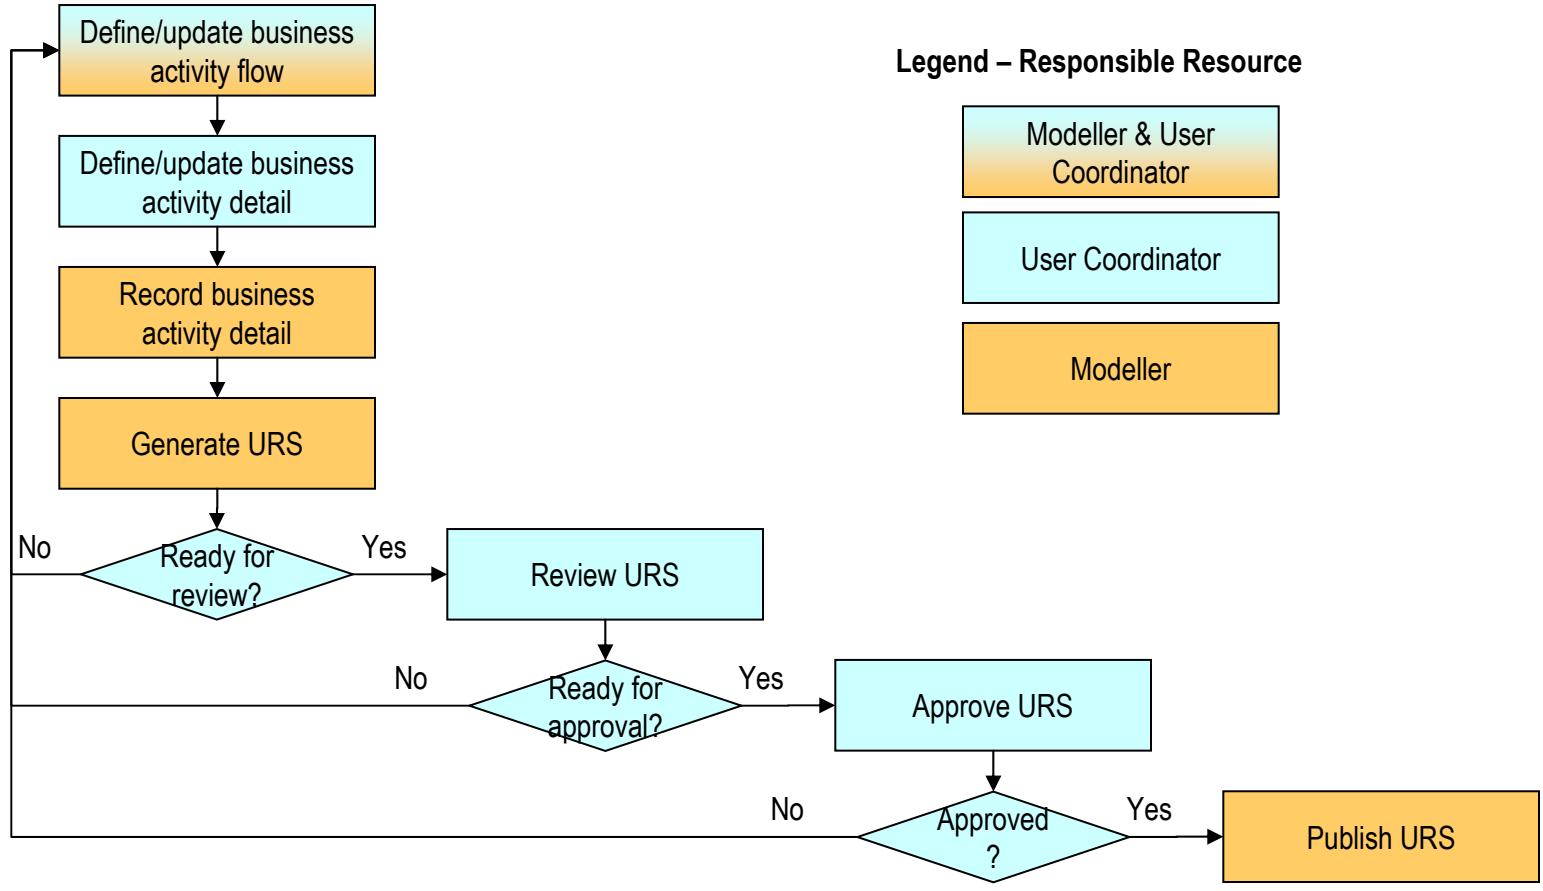 Define/update business
activity flow
Legend – Responsible Resource
Modeller & User
Coordinator
Define/update business
activity detail
User Coordinator
Record business
activity detail
Modeller
Generate URS
No
Ready for
review?
Yes
Review URS
No
Ready for
approval?
Yes
Approve URS
No
Approved
?
Yes
Publish URS